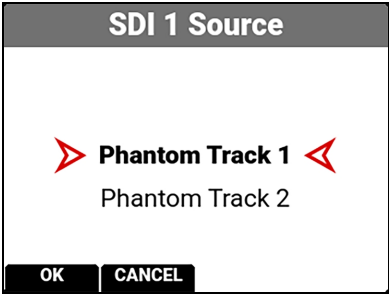 SDI 1 Source
Phantom Track 1
Phantom Track 2
OK CANCEL